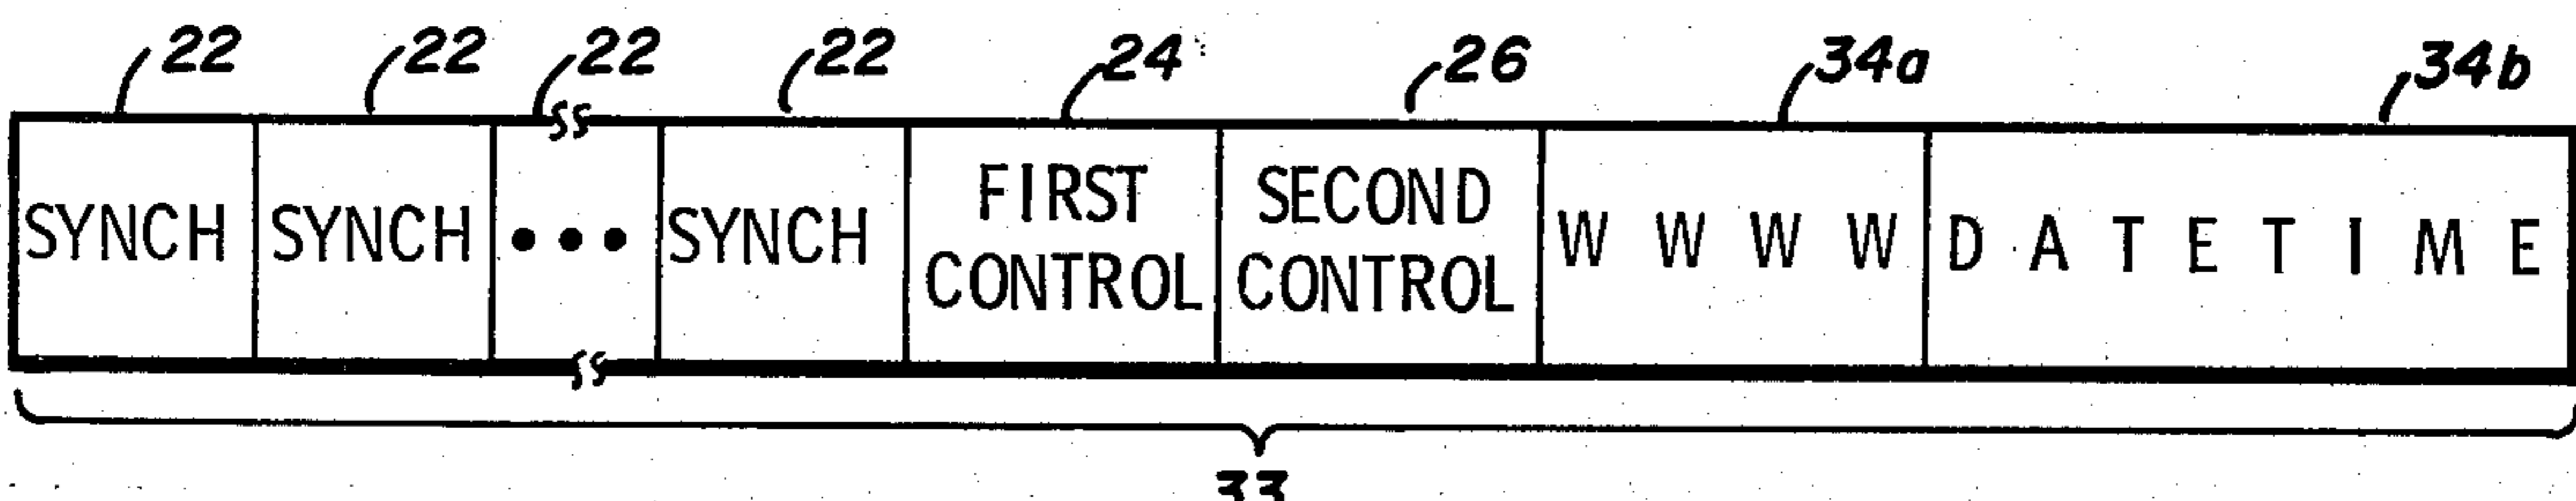 22 22 22 22 24 26 34a 34b
SYNCH SYNCH ... SYNCH FIRST CONTROL SECOND CONTROL W W W W D A T E T I M E
33